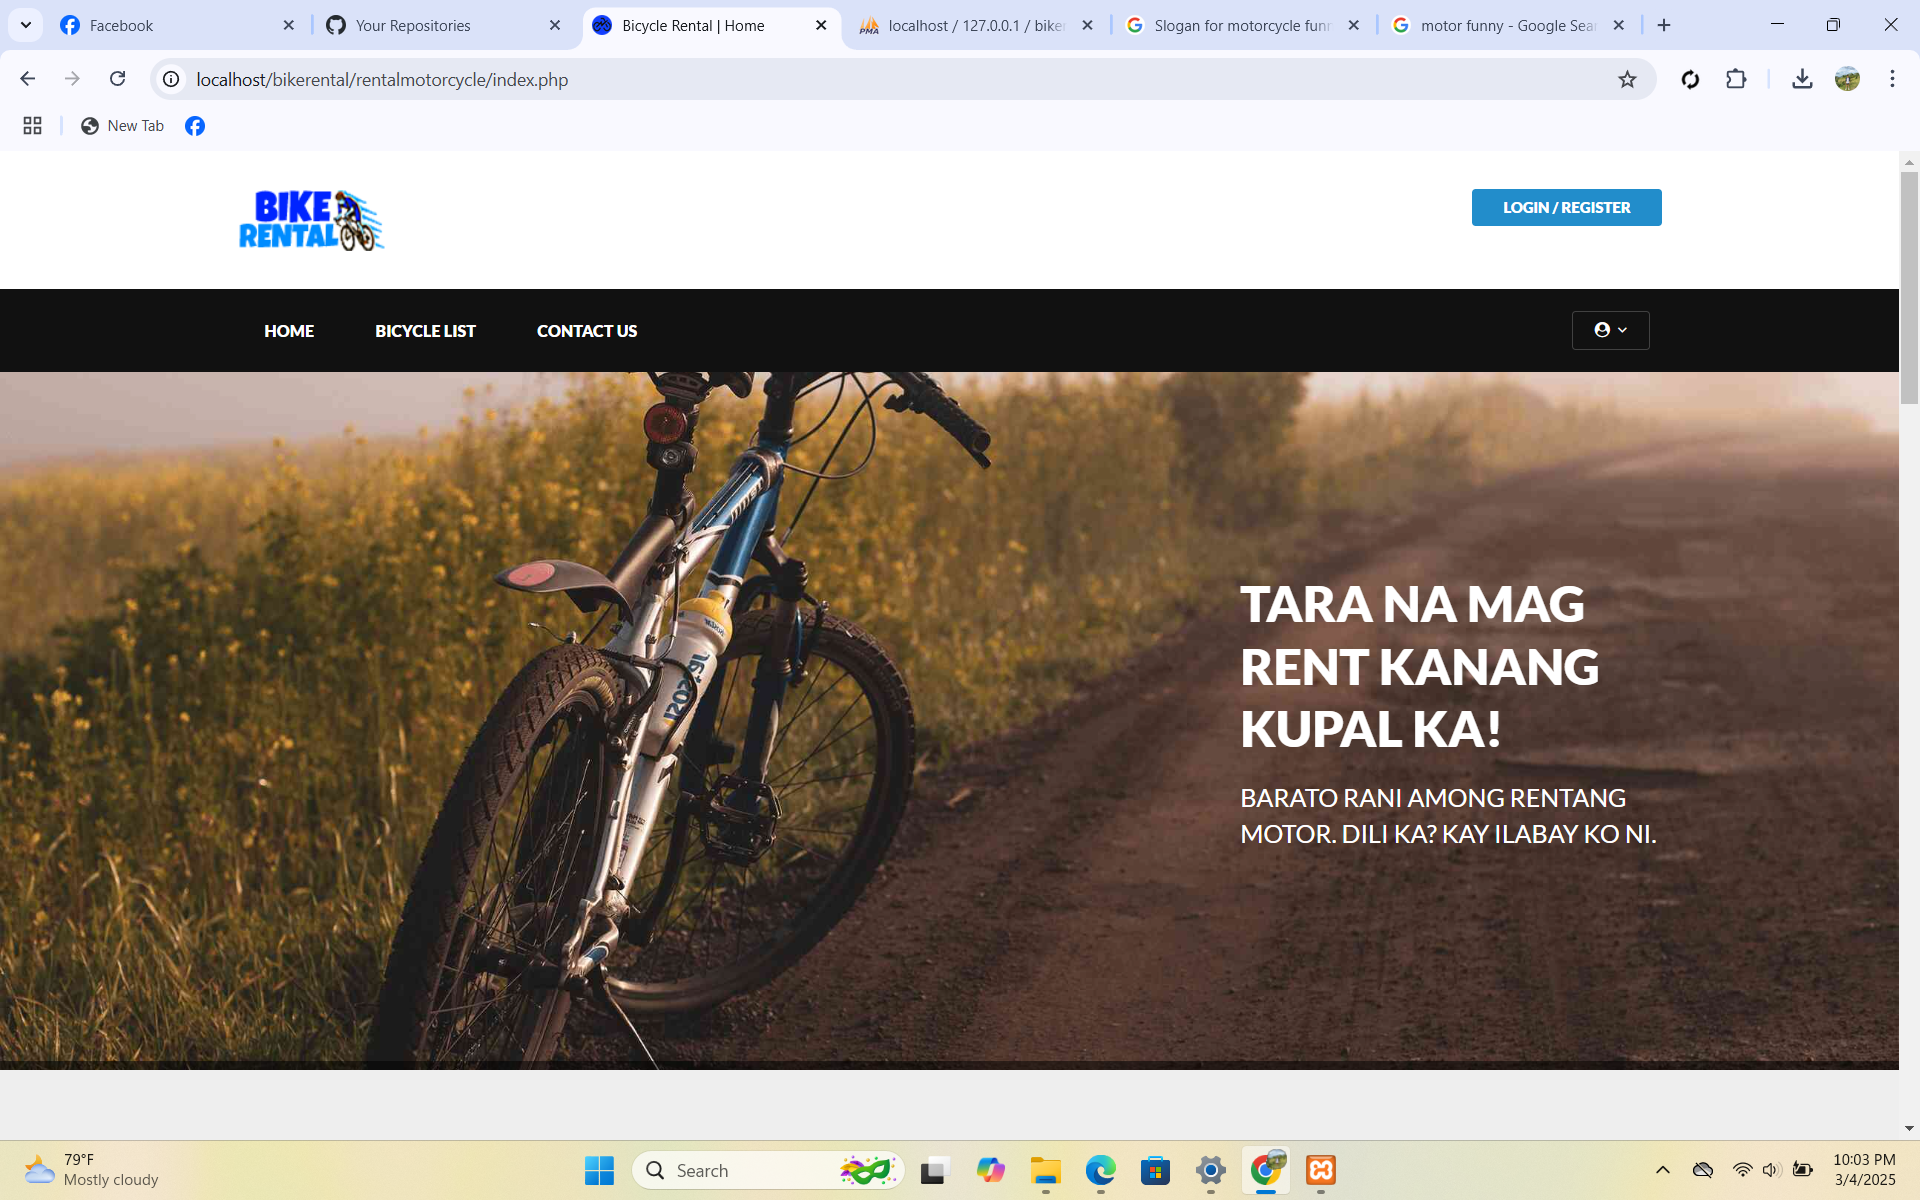 Facebook
Your Repositories
Bicycle Rental | Home
localhost / 127.0.0.1 / biker
Slogan for motorcycle funn
motor funny - Google Sear
localhost/bikerental/rentalmotorcycle/index.php
New Tab
BIKE
RENTAL
LOGIN / REGISTER
HOME
BICYCLE LIST
CONTACT US
TARA NA MAG
RENT KANANG
KUPAL KA!
BARATO RANI AMONG RENTANG
MOTOR. DILI KA? KAY ILABAY KO NI.
79°F
Mostly cloudy
Search
10:03 PM
3/4/2025